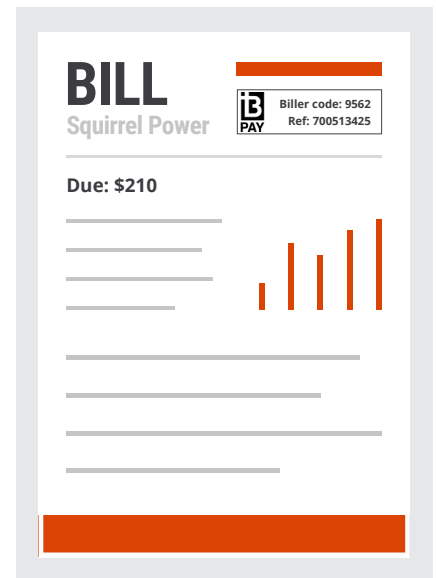 BILL
Squirrel Power
B
PAY
Biller code: 9562
Ref: 700513425
Due: $210